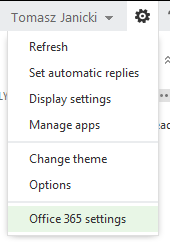 Tomasz Janicki
Refresh
Set automatic replies
Display settings
Manage apps
Change theme
Options
Office 365 settings